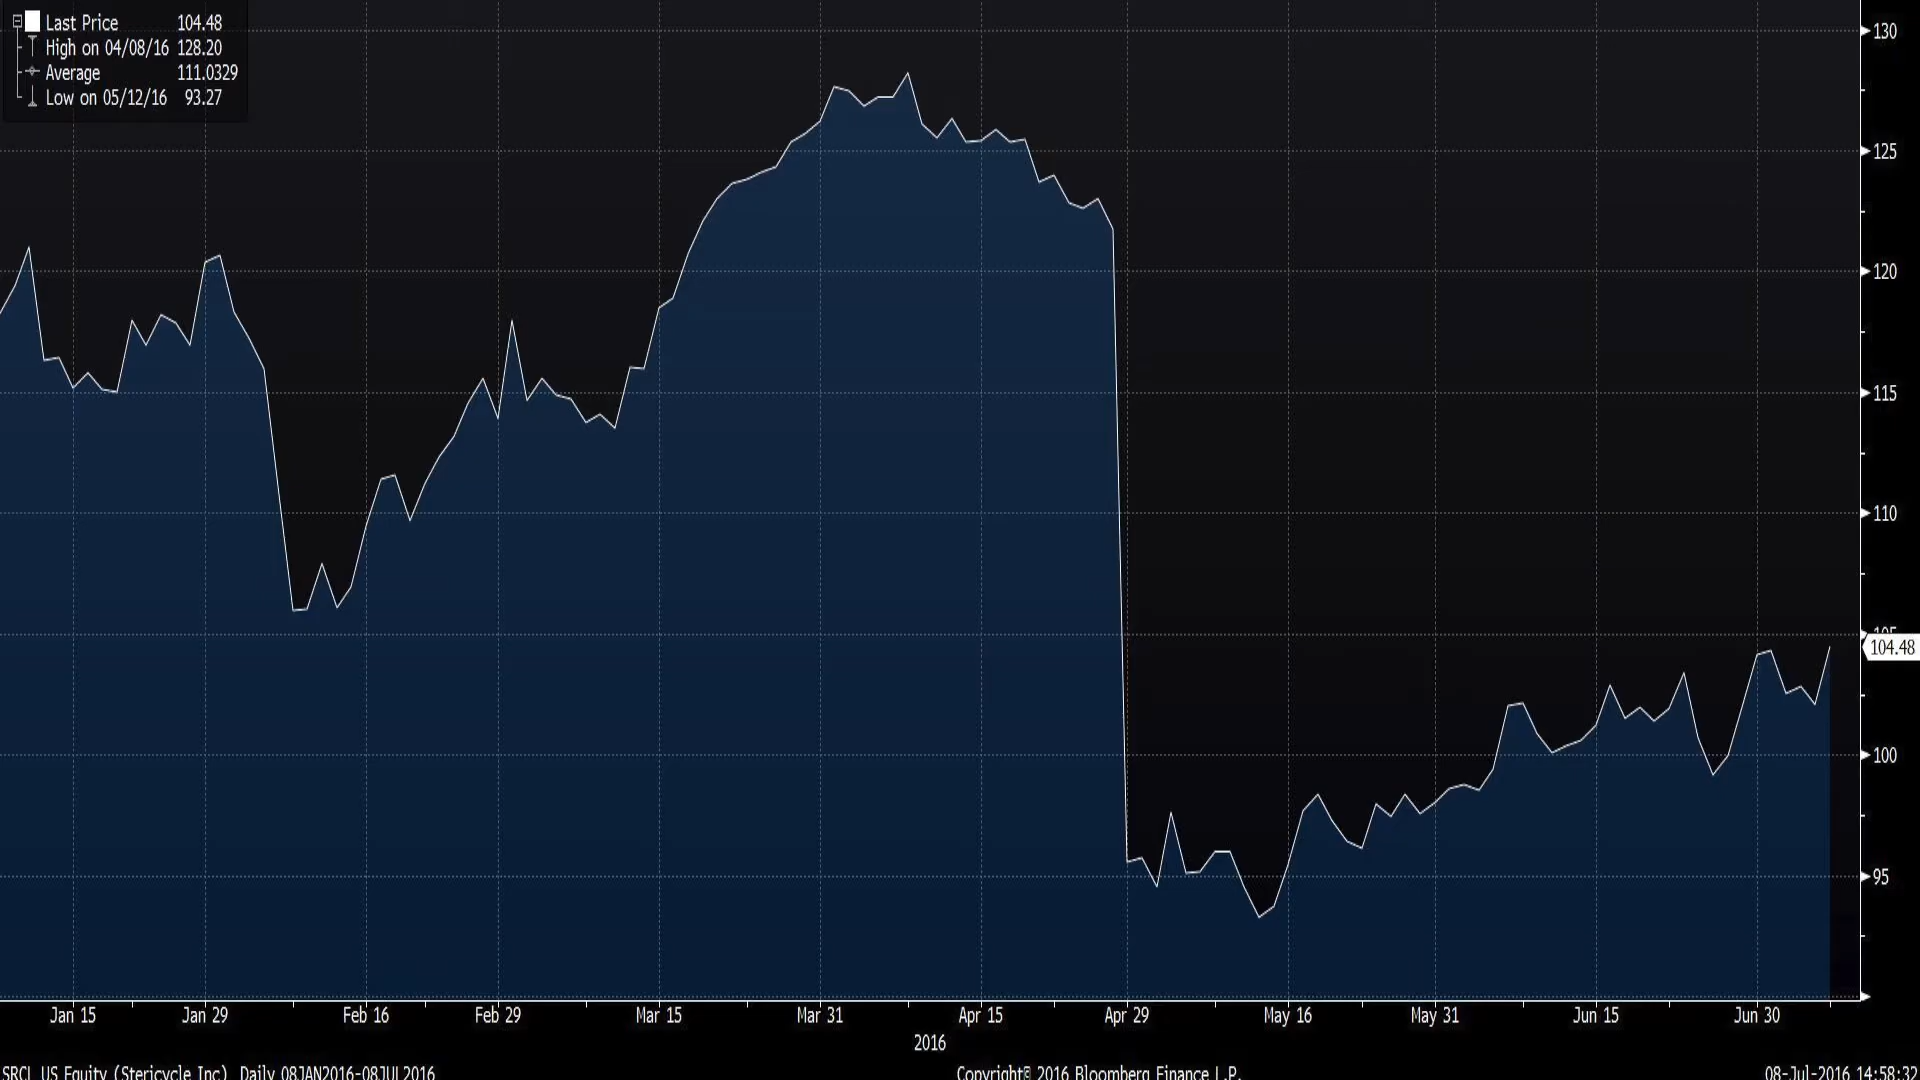 Last Price 104.48
High on 04/08/16 128.20
Average 111.0329
Low on 05/12/16 93.27
130
125
120
115
110
105
104.48
100
95
Jan 15 Jan 29 Feb 16 Feb 29 Mar 15 Mar 31 Apr 15 Apr 29 May 16 May 31 Jun 15 Jun 30
2016
SRCL US Equity (Stericycle Inc) Daily 08JAN2016-08JUL2016 Copyright© 2016 Bloomberg Finance L.P. 08-Jul-2016 14:58:32